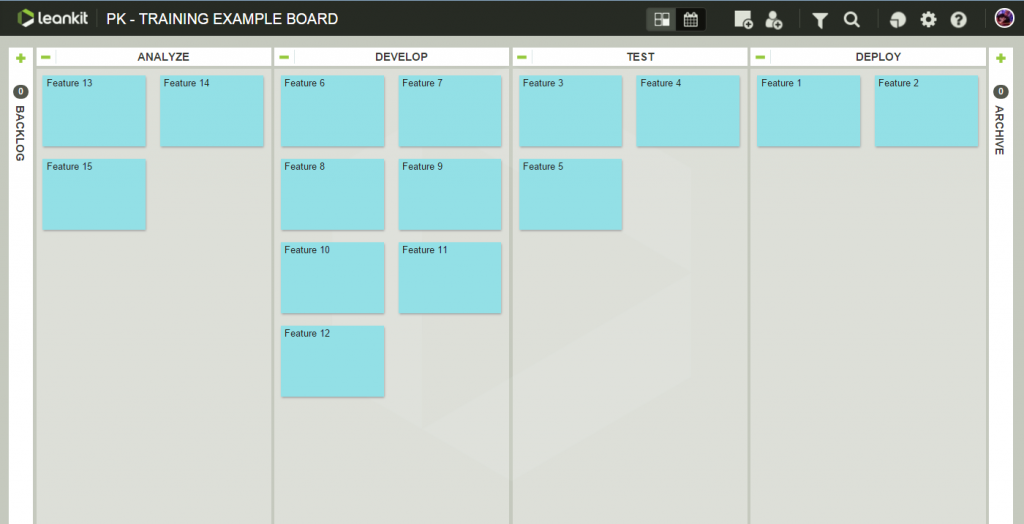 leankit PK - TRAINING EXAMPLE BOARD
ANALYZE DEVELOP TEST DEPLOY
0
BACKLOG
Feature 13 Feature 14
Feature 15
Feature 6 Feature 7
Feature 8 Feature 9
Feature 10 Feature 11
Feature 12
Feature 3 Feature 4
Feature 5
Feature 1 Feature 2
0
ARCHIVE